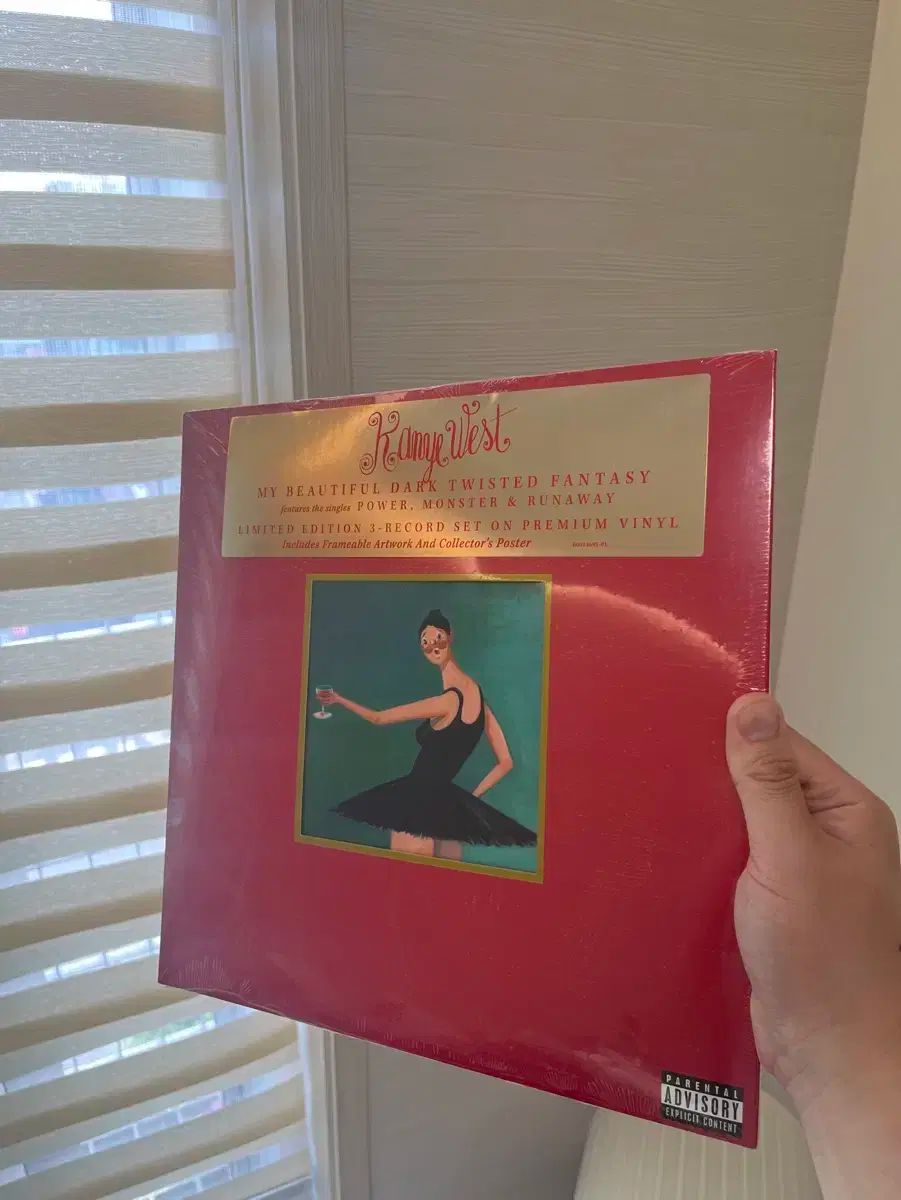 Kanye West
MY BEAUTIFUL DARK TWISTED FANTASY
features the singles POWER, MONSTER & RUNAWAY
LIMITED EDITION 3-RECORD SET ON PREMIUM VINYL
Includes Frameable Artwork And Collector's Poster
PARENTAL
ADVISORY
EXPLICIT CONTENT